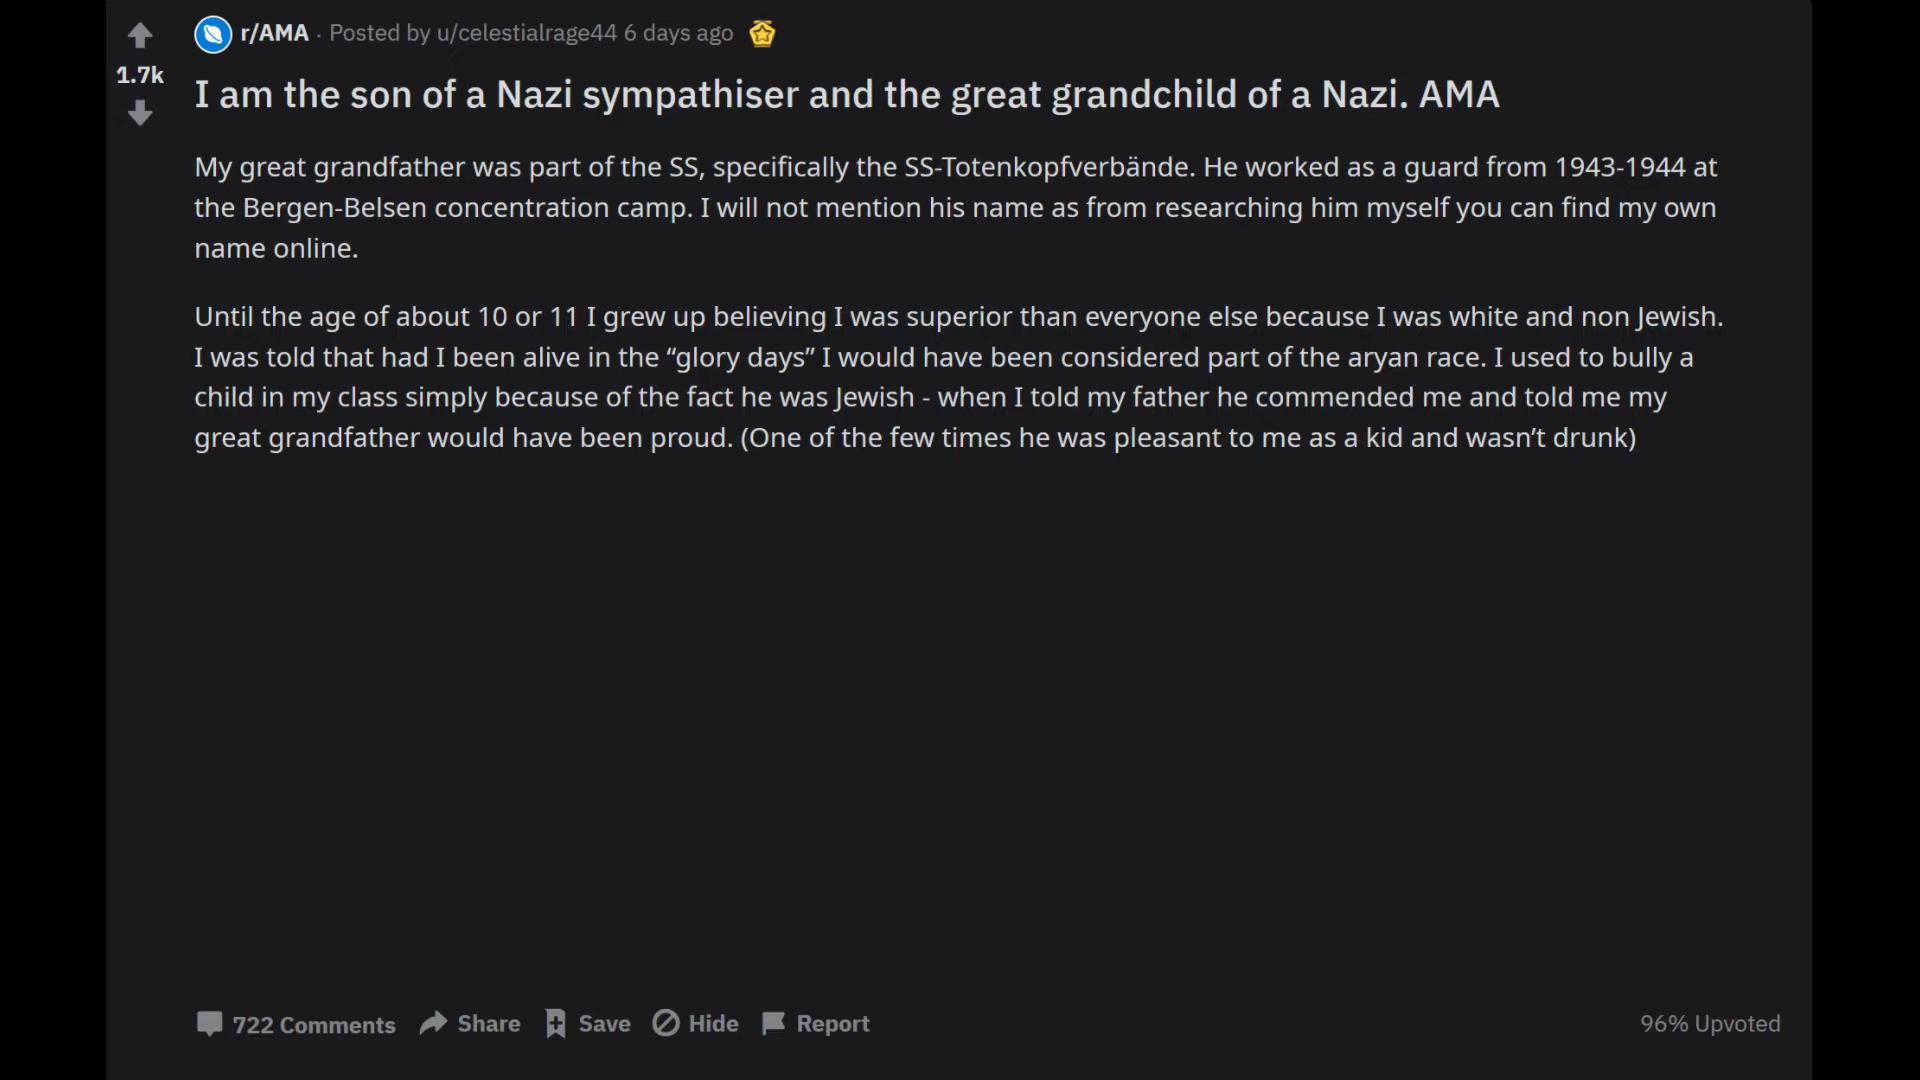 r/AMA · Posted by u/celestialrage44 6 days ago
1.7k
I am the son of a Nazi sympathiser and the great grandchild of a Nazi. AMA
My great grandfather was part of the SS, specifically the SS-Totenkopfverbände. He worked as a guard from 1943-1944 at
the Bergen-Belsen concentration camp. I will not mention his name as from researching him myself you can find my own
name online.
Until the age of about 10 or 11 I grew up believing I was superior than everyone else because I was white and non Jewish.
I was told that had I been alive in the “glory days” I would have been considered part of the aryan race. I used to bully a
child in my class simply because of the fact he was Jewish - when I told my father he commended me and told me my
great grandfather would have been proud. (One of the few times he was pleasant to me as a kid and wasn’t drunk)
722 Comments Share Save Hide Report 96% Upvoted